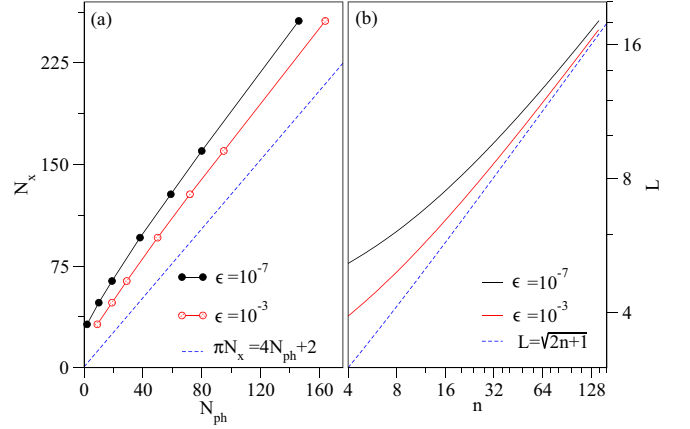 (a)
225
150
75
0
N_x
ϵ =10^-7
ϵ =10^-3
πN_x =4N_ph+2
0 40 80 120 160
N_ph
(b)
16
8
4
L
ϵ =10^-7
ϵ =10^-3
L=√2n+1
4 8 16 32 64 128
n